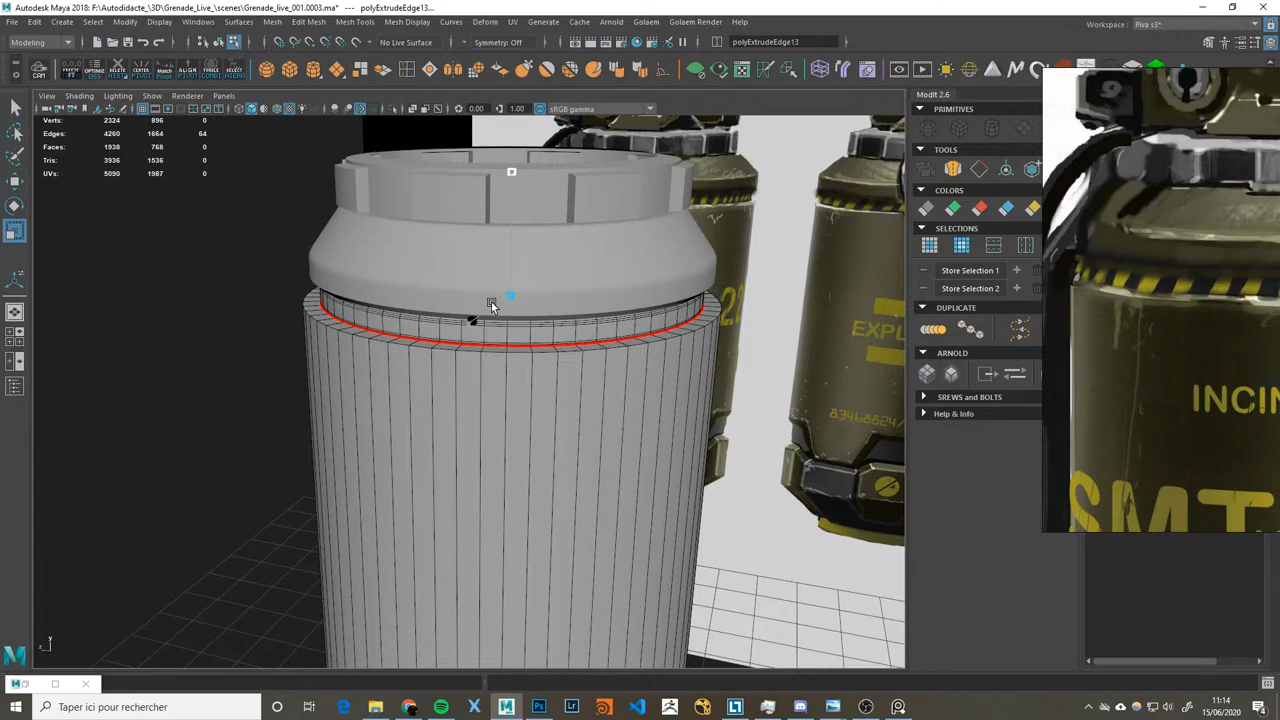 Autodesk Maya 2018: F:\Autodidacte_3D\Grenade_Live_\scenes\Grenade_live_001.0003.ma* --- polyExtrudeEdge13...
File Edit Create Select Modify Display Windows Surfaces Mesh Edit Mesh Mesh Tools Mesh Display Curves Deform UV Generate Cache Arnold Golaem Golaem Render Help
Workspace : Piva s3*
Modeling No Live Surface Symmetry: Off polyExtrudeEdge13
CAM
View Shading Lighting Show Renderer Panels
0.00 1.00 sRGB gamma
Verts: 2324 896 0
Edges: 4260 1664 64
Faces: 1938 768 0
Tris: 3936 1536 0
UVs: 5090 1987 0
ModIt 2.6
PRIMITIVES
TOOLS
COLORS
SELECTIONS
Store Selection 1
Store Selection 2
DUPLICATE
ARNOLD
SREWS and BOLTS
Help & Info
EXPL
INCIN
SMT
y
z
Taper ici pour rechercher
11:14
15/06/2020